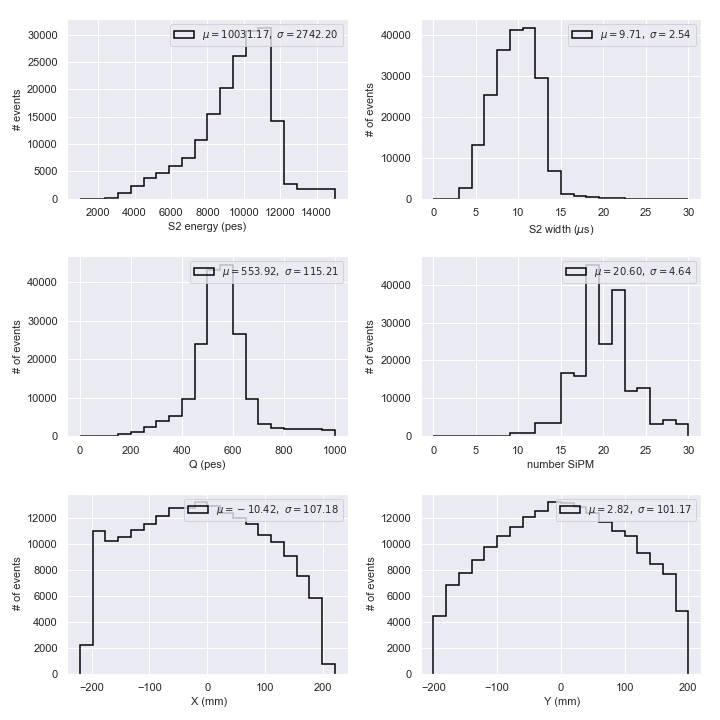 30000
25000
20000
15000
10000
5000
0
# events
μ = 10031.17, σ = 2742.20
2000 4000 6000 8000 10000 12000 14000
S2 energy (pes)
40000
30000
20000
10000
0
# of events
μ = 9.71, σ = 2.54
0 5 10 15 20 25 30
S2 width (μs)
40000
30000
20000
10000
0
# of events
μ = 553.92, σ = 115.21
0 200 400 600 800 1000
Q (pes)
40000
30000
20000
10000
0
# of events
μ = 20.60, σ = 4.64
0 5 10 15 20 25 30
number SiPM
12000
10000
8000
6000
4000
2000
0
# of events
μ = −10.42, σ = 107.18
−200 −100 0 100 200
X (mm)
12000
10000
8000
6000
4000
2000
0
# of events
μ = 2.82, σ = 101.17
−200 −100 0 100 200
Y (mm)